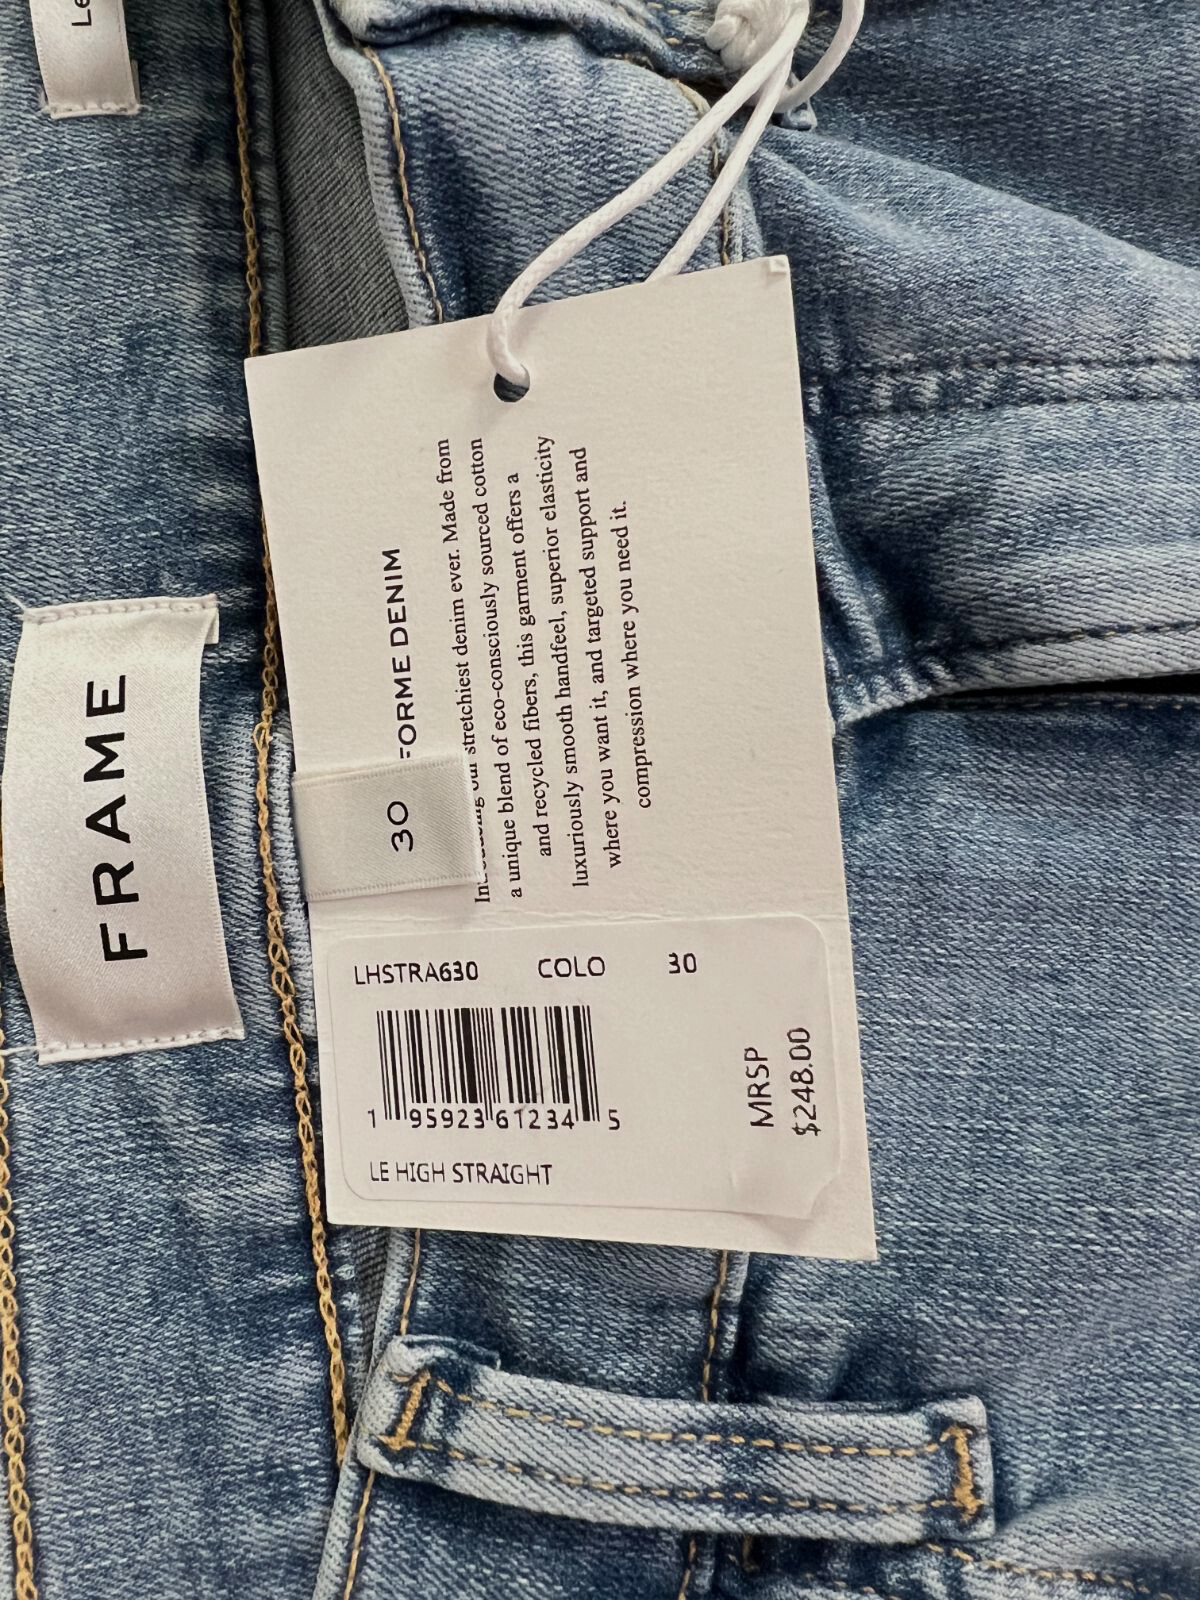 Le
FRAME
30
FORME DENIM
our stretchiest denim ever. Made from
a unique blend of eco-consciously sourced cotton
and recycled fibers, this garment offers a
luxuriously smooth handfeel, superior elasticity
where you want it, and targeted support and
compression where you need it.
LHSTRA630 COLO 30
1 95923 61234 5
LE HIGH STRAIGHT
MRSP
$248.00